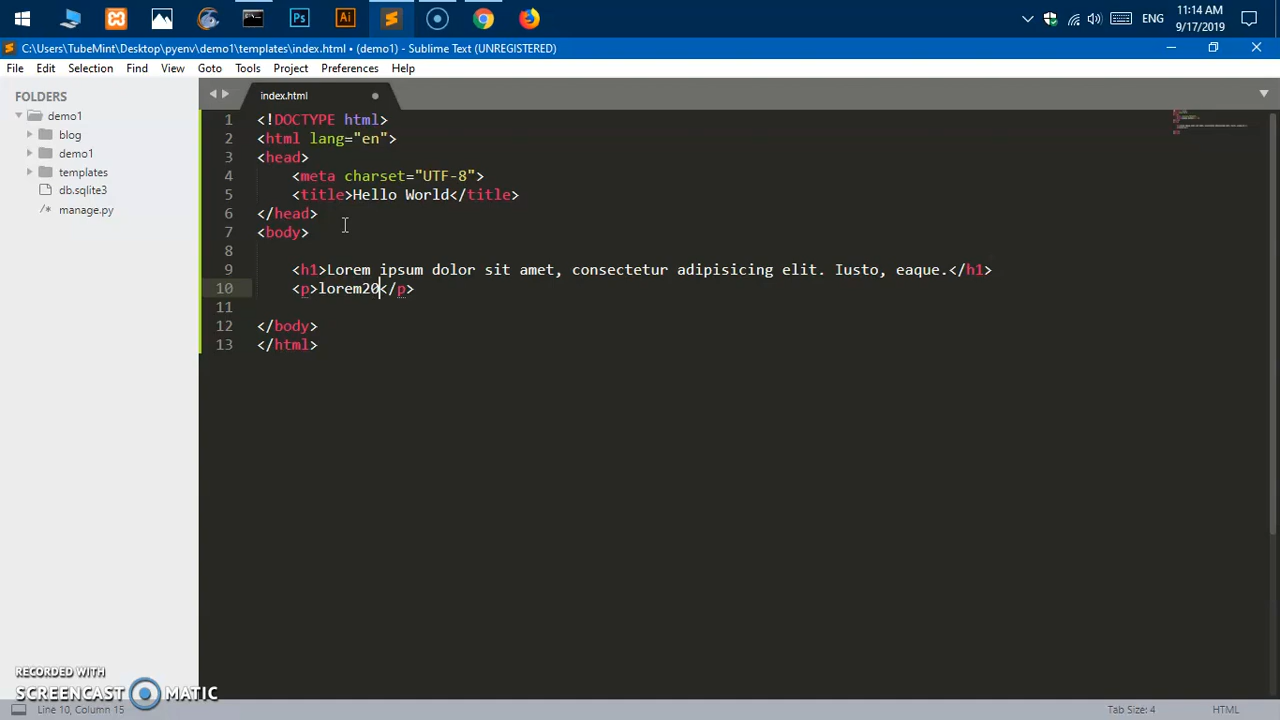 Ps
Ai
ENG
11:14 AM
9/17/2019
C:\Users\TubeMint\Desktop\pyenv\demo1\templates\index.html • (demo1) - Sublime Text (UNREGISTERED)
File Edit Selection Find View Goto Tools Project Preferences Help
FOLDERS
demo1
blog
demo1
templates
db.sqlite3
/* manage.py
index.html
1 <!DOCTYPE html>
2 <html lang="en">
3 <head>
4 <meta charset="UTF-8">
5 <title>Hello World</title>
6 </head>
7 <body>
8
9 <h1>Lorem ipsum dolor sit amet, consectetur adipisicing elit. Iusto, eaque.</h1>
10 <p>lorem20</p>
11
12 </body>
13 </html>
RECORDED WITH
SCREENCAST MATIC
Line 10, Column 15
Tab Size: 4
HTML